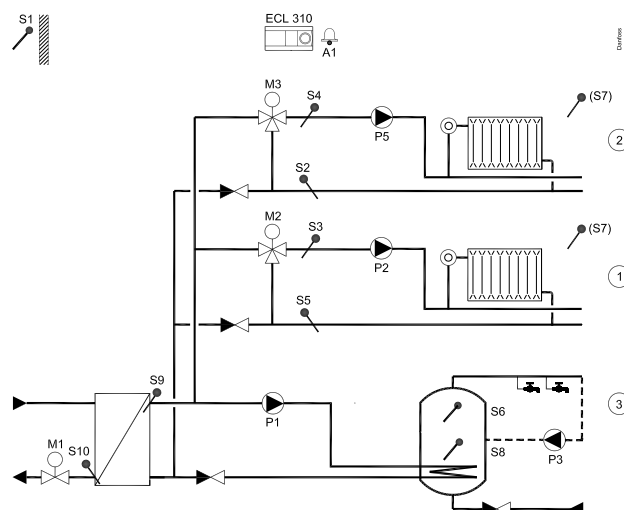 S1
ECL 310
A1
Danfoss
M3
S4
P5
(S7)
2
S2
M2
S3
P2
(S7)
1
S5
S9
P1
S6
3
M1
S10
S8
P3